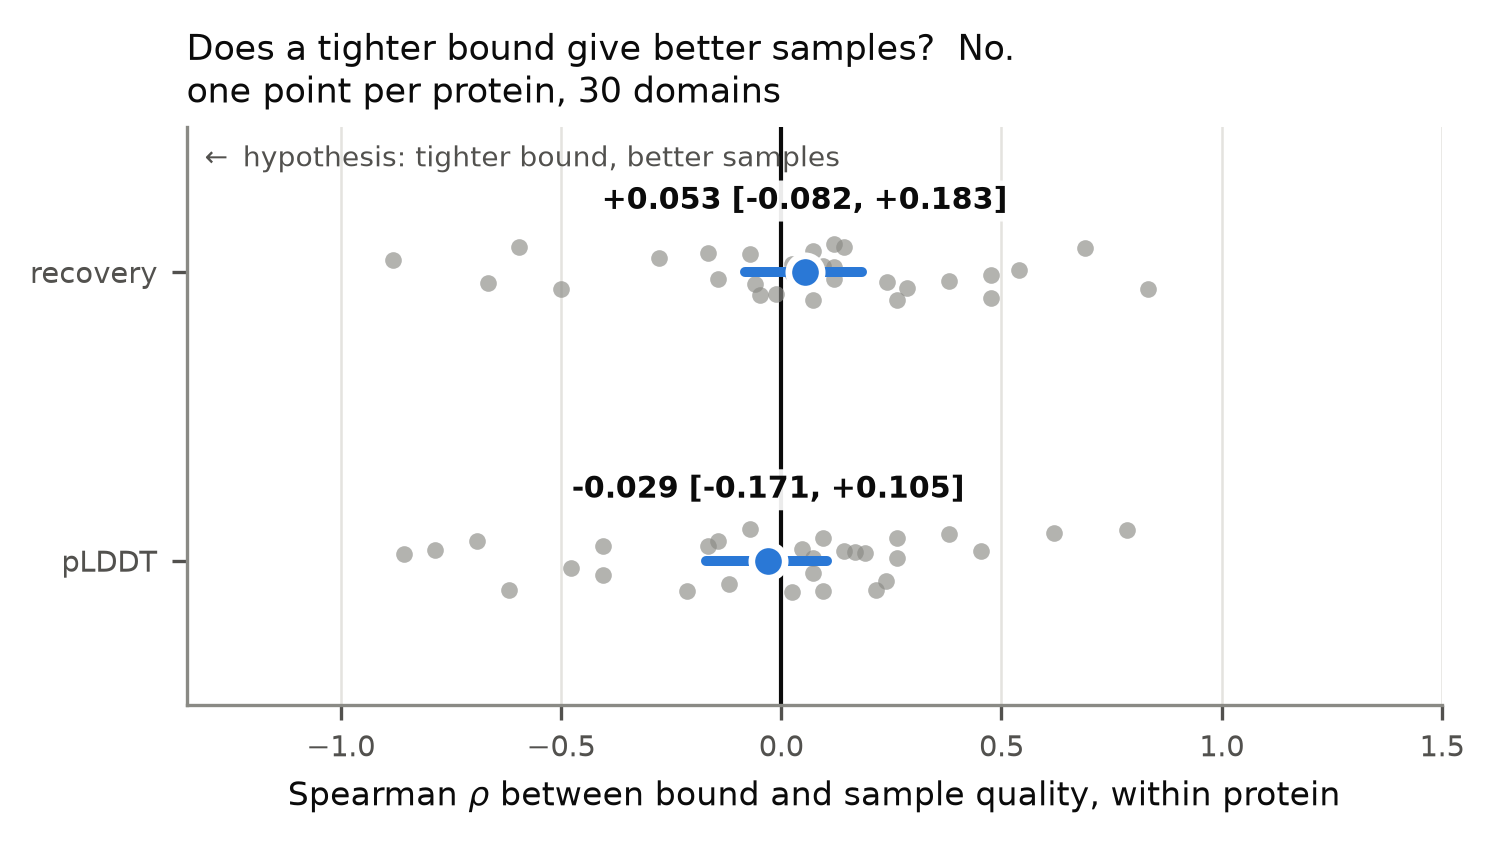 Does a tighter bound give better samples?  No.
one point per protein, 30 domains
← hypothesis: tighter bound, better samples
+0.053 [-0.082, +0.183]
recovery
-0.029 [-0.171, +0.105]
pLDDT
−1.0 −0.5 0.0 0.5 1.0 1.5
Spearman ρ between bound and sample quality, within protein